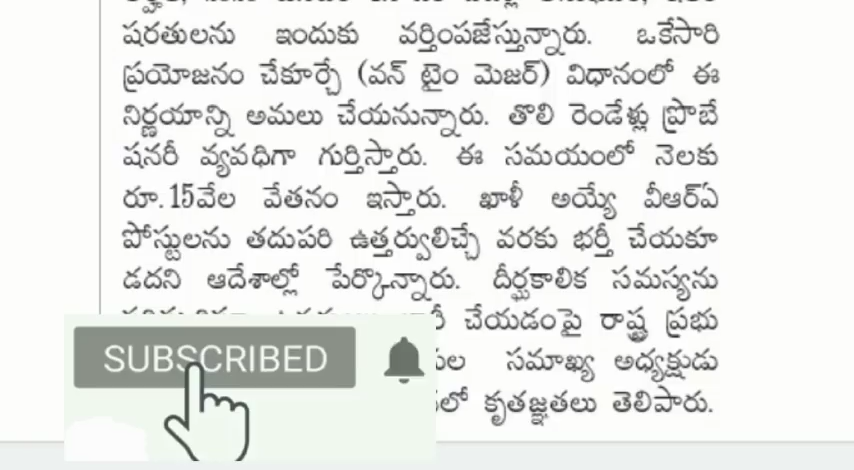 షరతులను ఇందుకు వర్తింపజేస్తున్నారు. ఒకేసారి
ప్రయోజనం చేకూర్చే (వన్ టైం మెజర్) విధానంలో ఈ
నిర్ణయాన్ని అమలు చేయనున్నారు. తొలి రెండేళ్లు ప్రొబే
షనరీ వ్యవధిగా గుర్తిస్తారు. ఈ సమయంలో నెలకు
రూ.15వేల వేతనం ఇస్తారు. ఖాళీ అయ్యే వీఆర్ఏ
పోస్టులను తదుపరి ఉత్తర్వులిచ్చే వరకు భర్తీ చేయకూ
డదని ఆదేశాల్లో పేర్కొన్నారు. దీర్ఘకాలిక సమస్యను
చేయడంపై రాష్ట్ర ప్రభు
SUBSCRIBED
సమాఖ్య అధ్యక్షుడు
కృతజ్ఞతలు తెలిపారు.